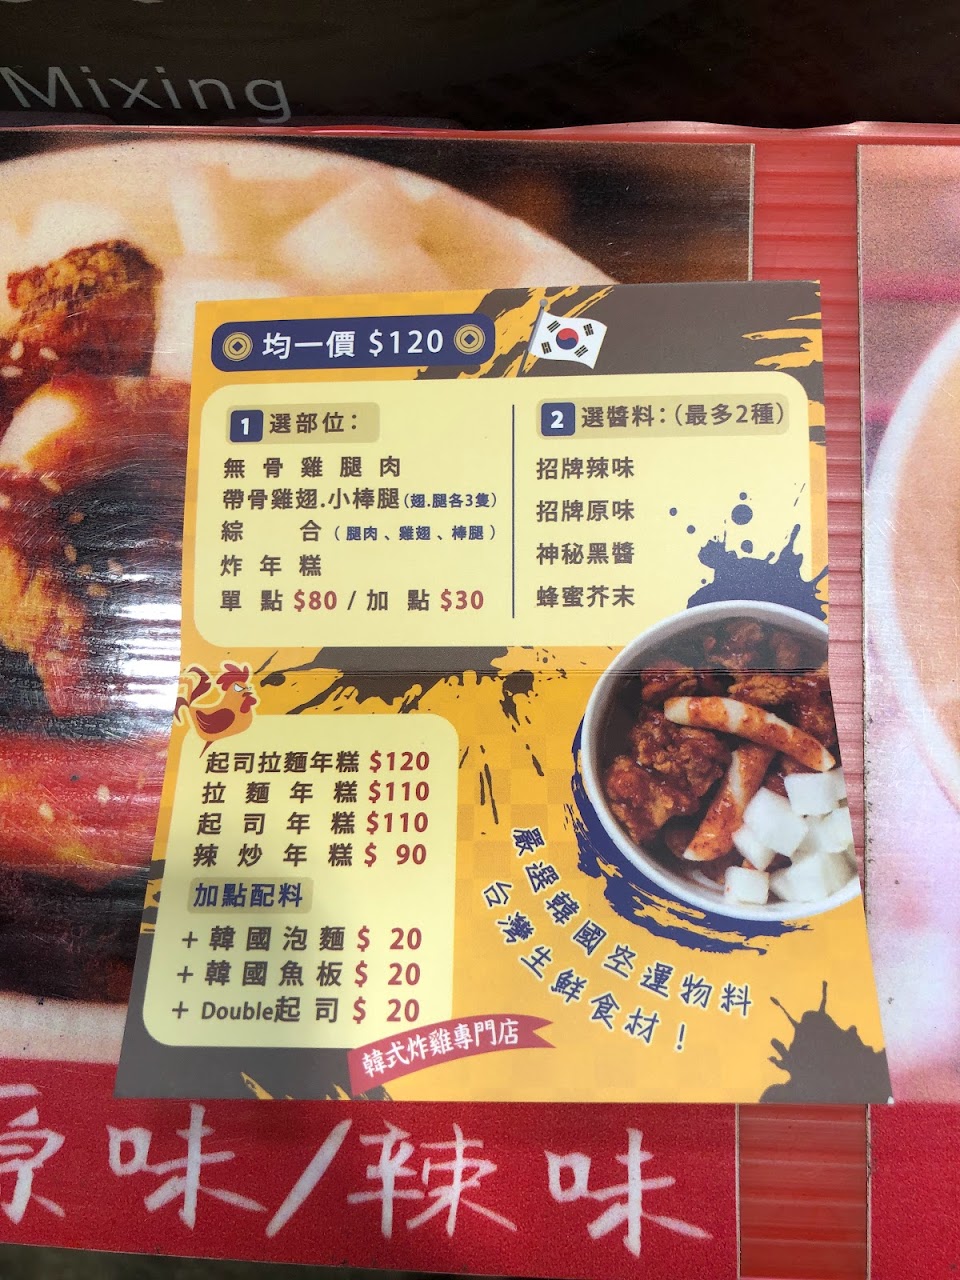 Mixing
均一價 $120
1 選部位：
無骨雞腿肉
帶骨雞翅.小棒腿(翅.腿各3隻)
綜合(腿肉、雞翅、棒腿)
炸年糕
單點$80/加點$30
2 選醬料：(最多2種)
招牌辣味
招牌原味
神秘黑醬
蜂蜜芥末
起司拉麵年糕 $120
拉麵年糕 $110
起司年糕 $110
辣炒年糕 $ 90
加點配料
+ 韓國泡麵 $ 20
+ 韓國魚板 $ 20
+ Double起司 $ 20
嚴選韓國空運物料
台灣生鮮食材！
韓式炸雞專門店
原味/辣味